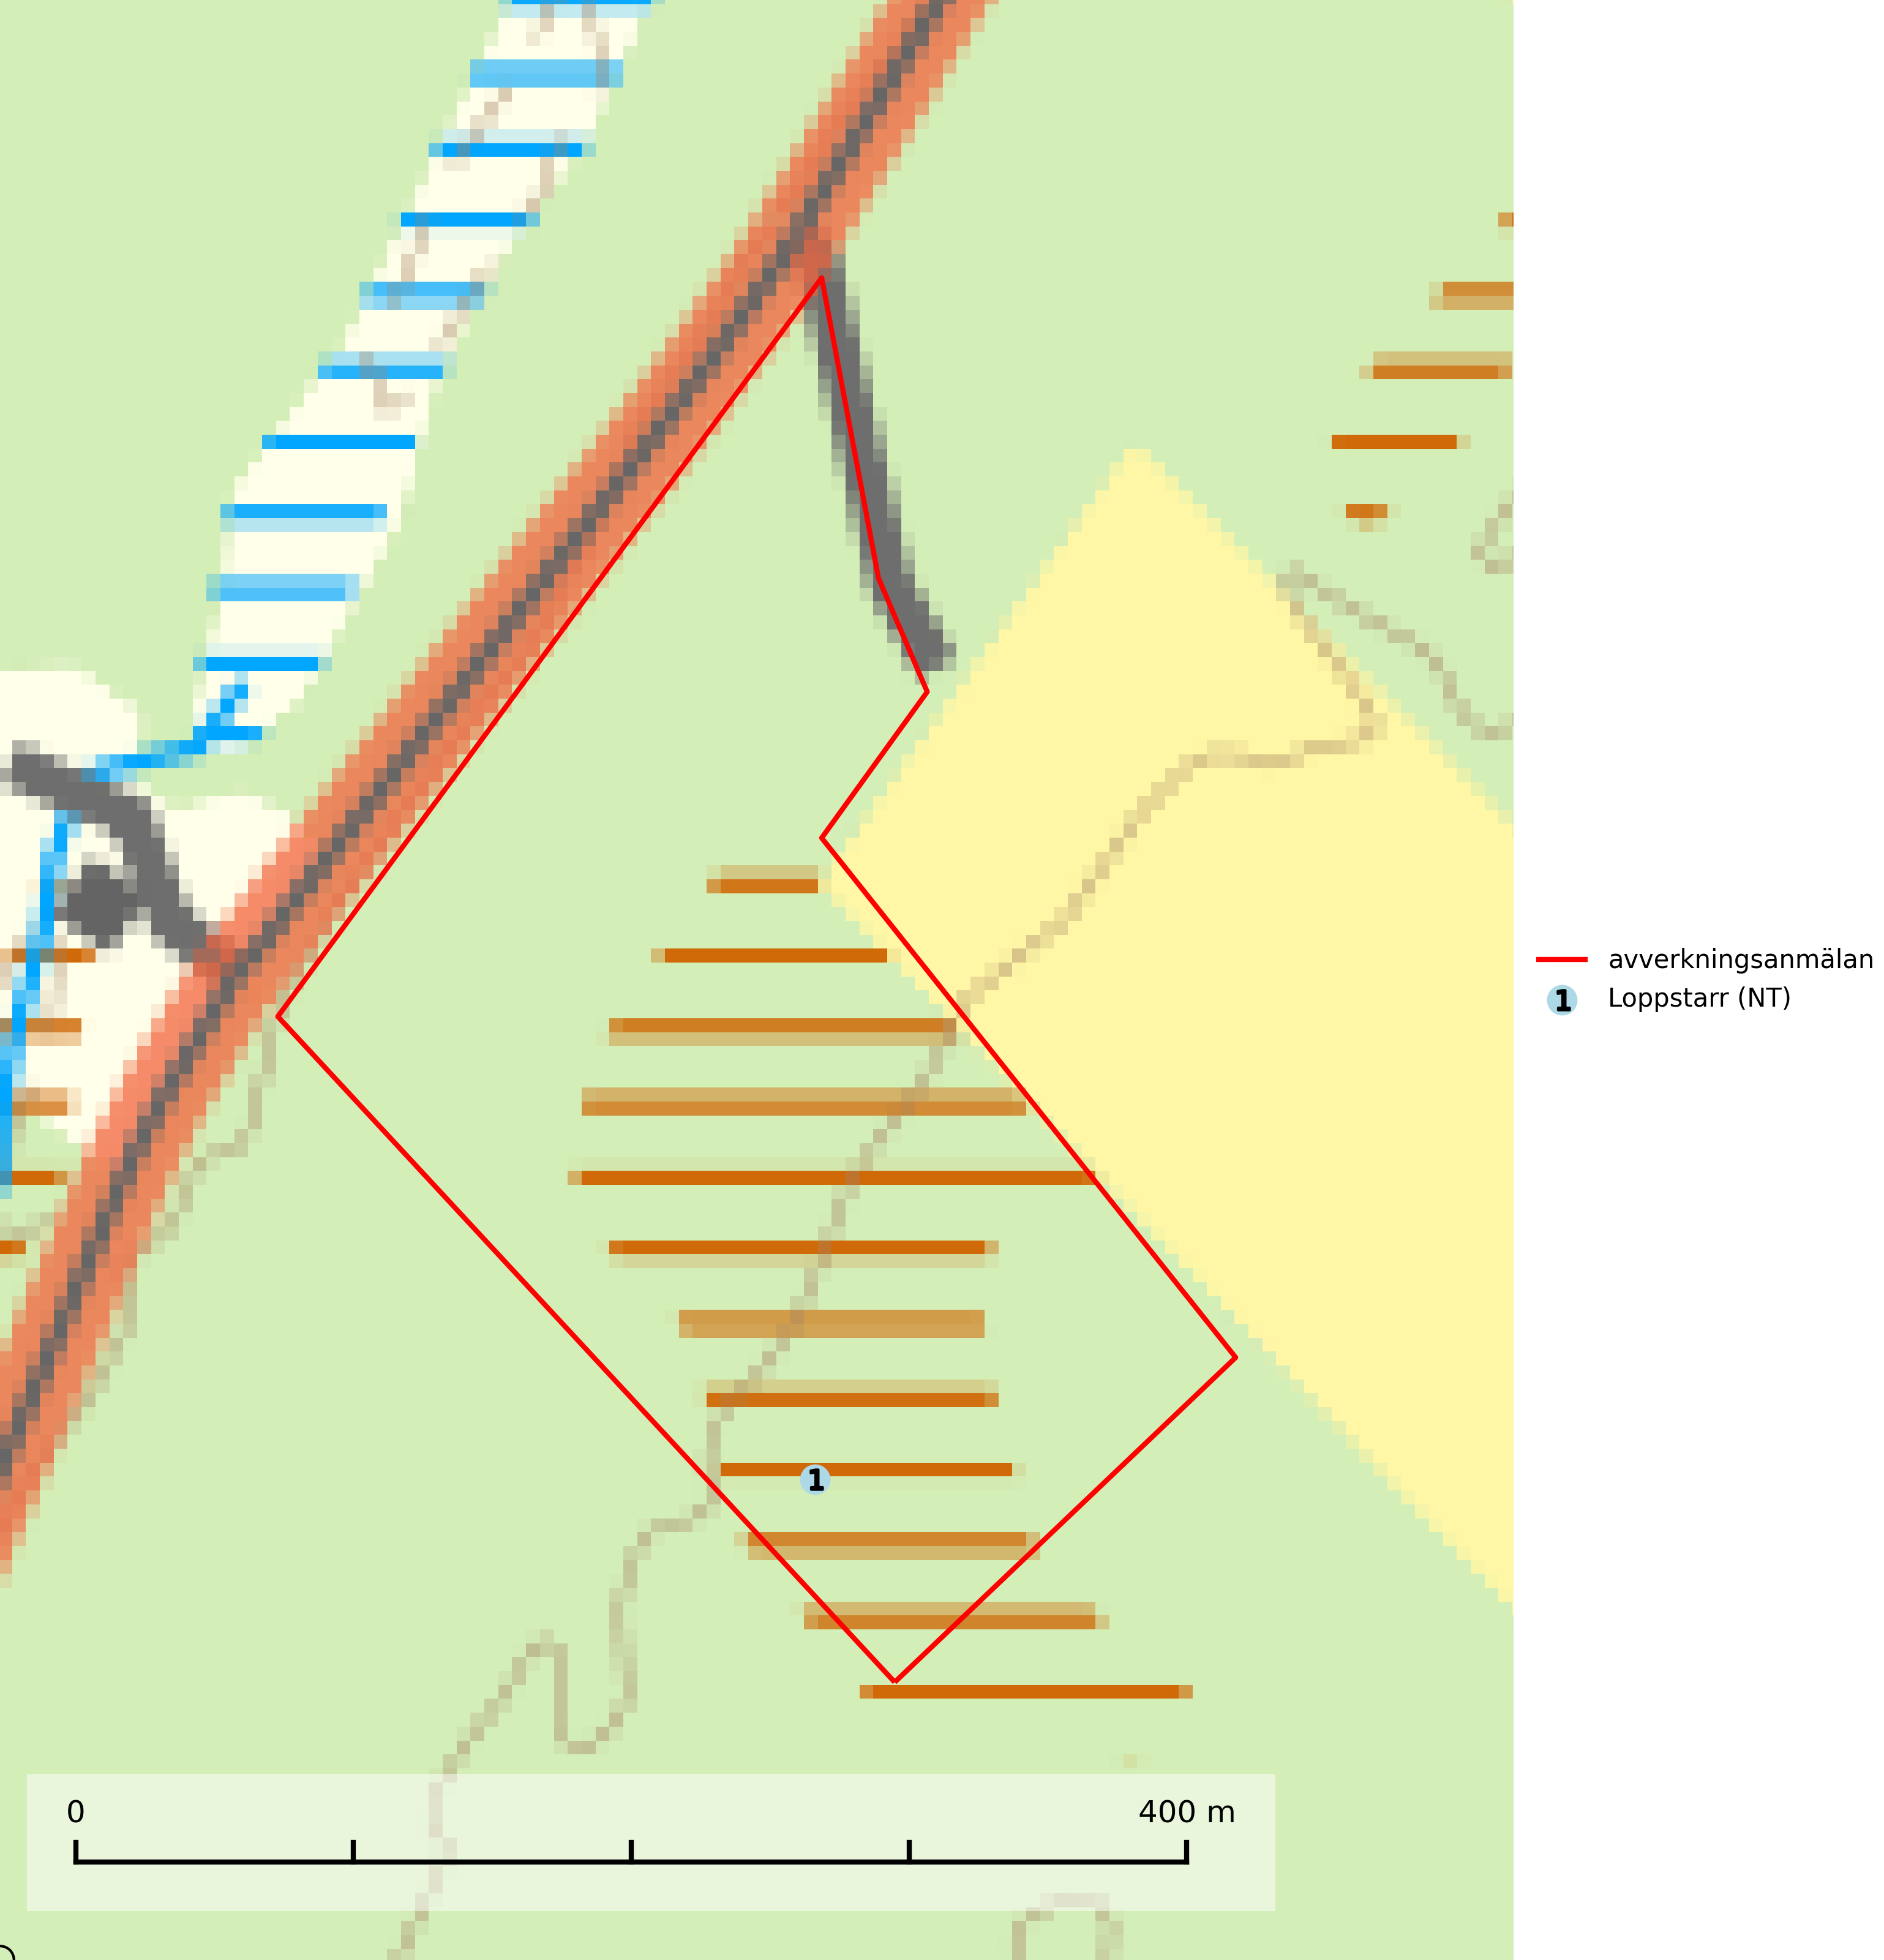 avverkningsanmälan
1 Loppstarr (NT)
1
0 400 m